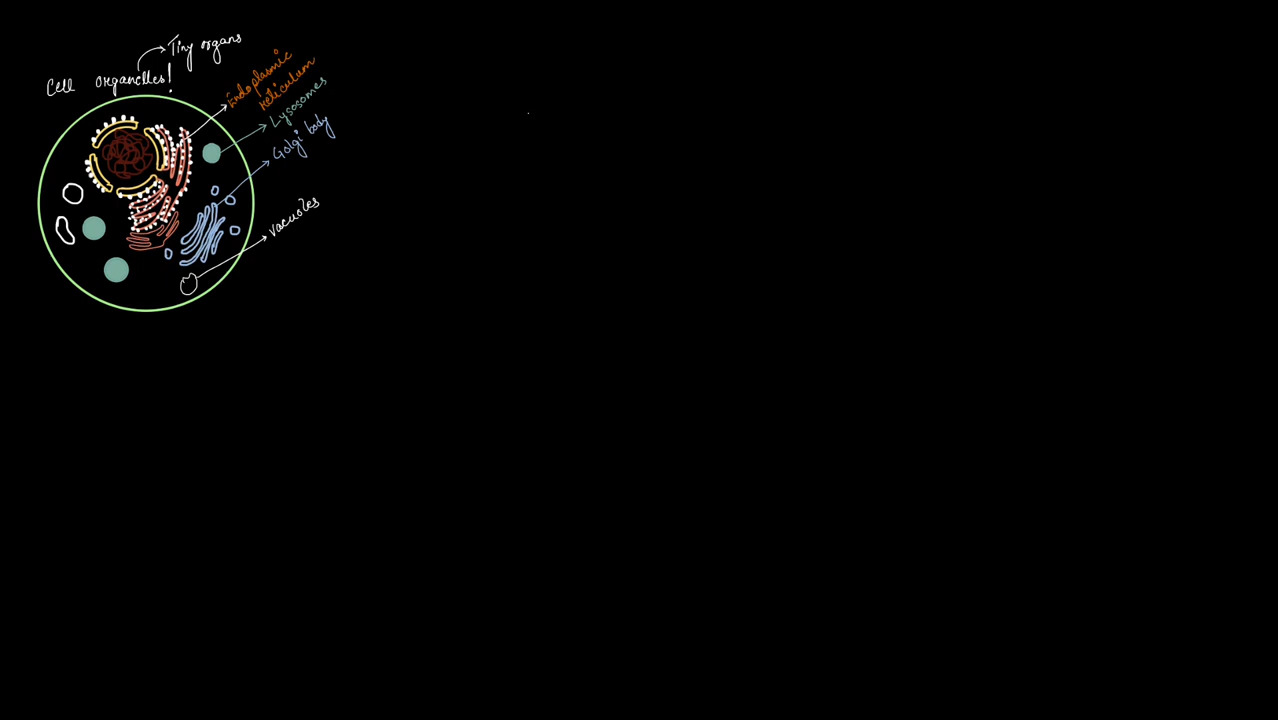 Tiny organs
Cell organelles!
Endoplasmic
reticulum
Lysosomes
Golgi body
vacuoles